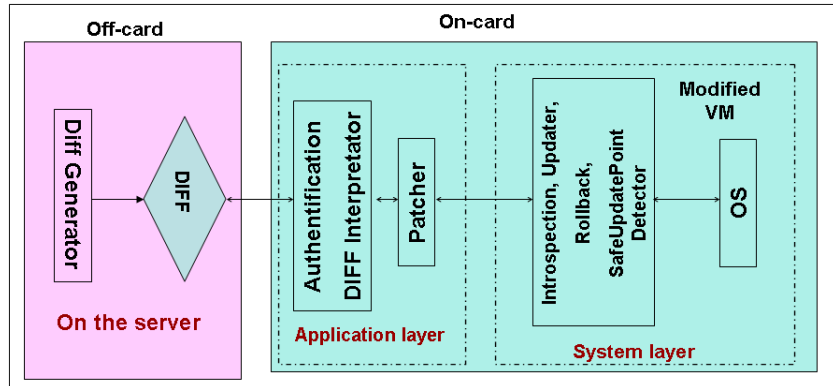 Off-card
On-card
Diff Generator
DIFF
On the server
Authentification
DIFF Interpretator
Patcher
Application layer
Introspection, Updater,
Rollback,
SafeUpdatePoint
Detector
Modified
VM
OS
System layer